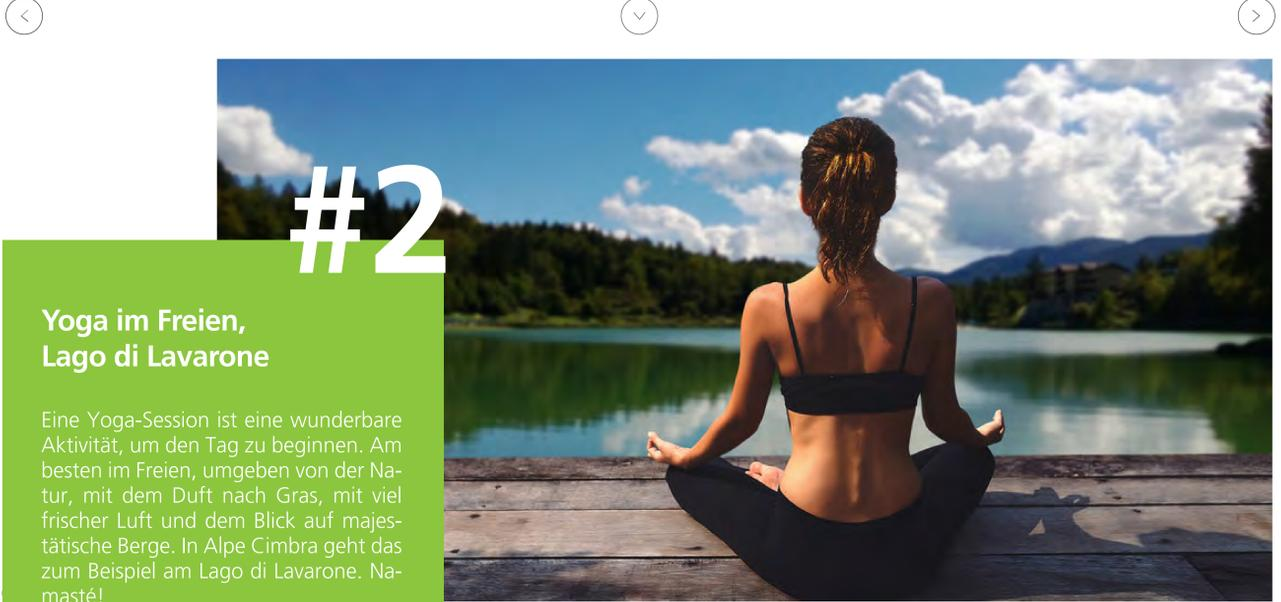 #2
Yoga im Freien,
Lago di Lavarone
Eine Yoga-Session ist eine wunderbare
Aktivität, um den Tag zu beginnen. Am
besten im Freien, umgeben von der Na-
tur, mit dem Duft nach Gras, mit viel
frischer Luft und dem Blick auf majes-
tätische Berge. In Alpe Cimbra geht das
zum Beispiel am Lago di Lavarone. Na-
masté!